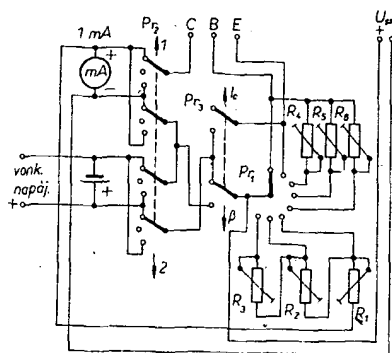 Pr₂ C B E U
1 mA
+ 1
mA
-
Pr₃ Ic
R₄ R₅ R₆
vonk.
napáj.
+
+
Pr₁
β
2
R₃ R₂ R₁
+